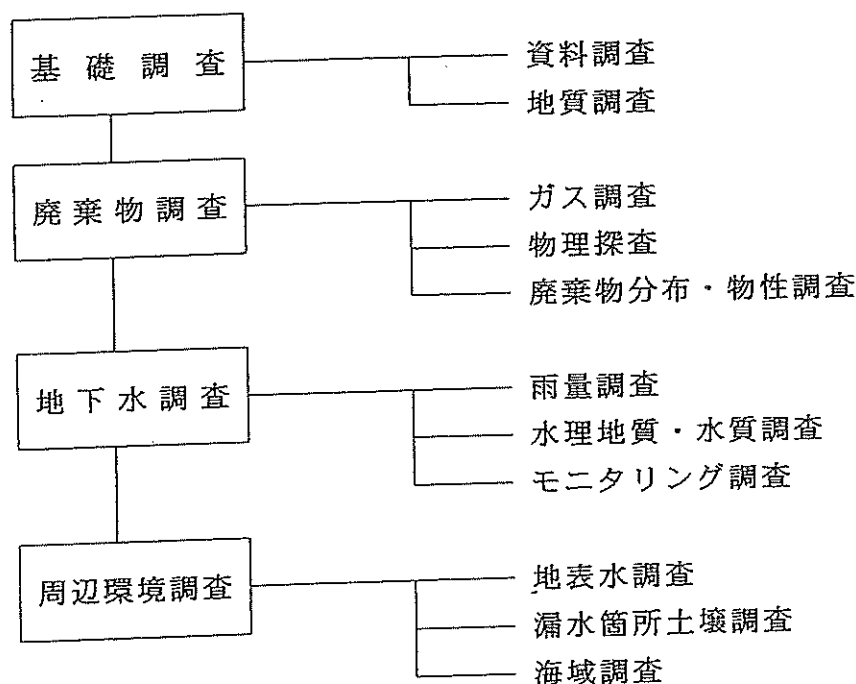 基礎調査
資料調査
地質調査
廃棄物調査
ガス調査
物理探査
廃棄物分布・物性調査
地下水調査
雨量調査
水理地質・水質調査
モニタリング調査
周辺環境調査
地表水調査
漏水箇所土壌調査
海域調査